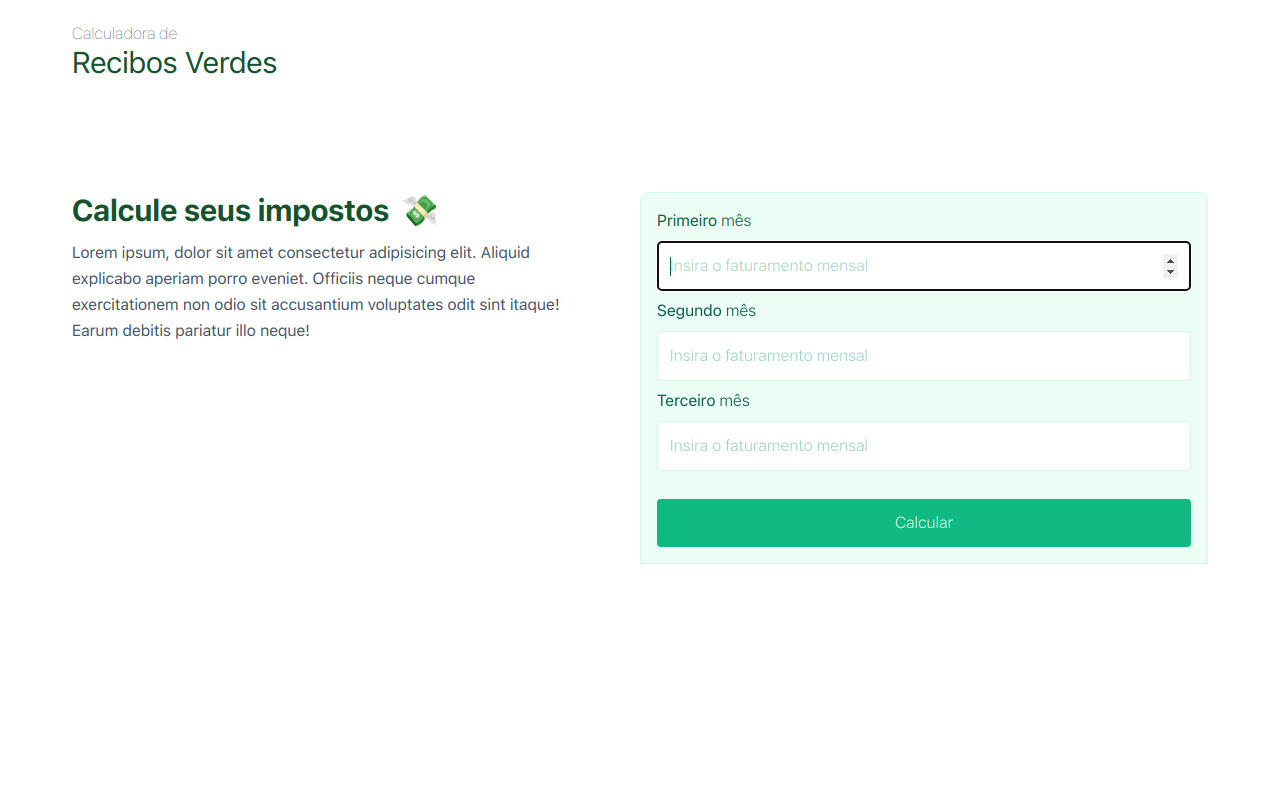 Calculadora de
Recibos Verdes
Calcule seus impostos 💸
Lorem ipsum, dolor sit amet consectetur adipisicing elit. Aliquid
explicabo aperiam porro eveniet. Officiis neque cumque
exercitationem non odio sit accusantium voluptates odit sint itaque!
Earum debitis pariatur illo neque!
Primeiro mês
Insira o faturamento mensal
Segundo mês
Insira o faturamento mensal
Terceiro mês
Insira o faturamento mensal
Calcular